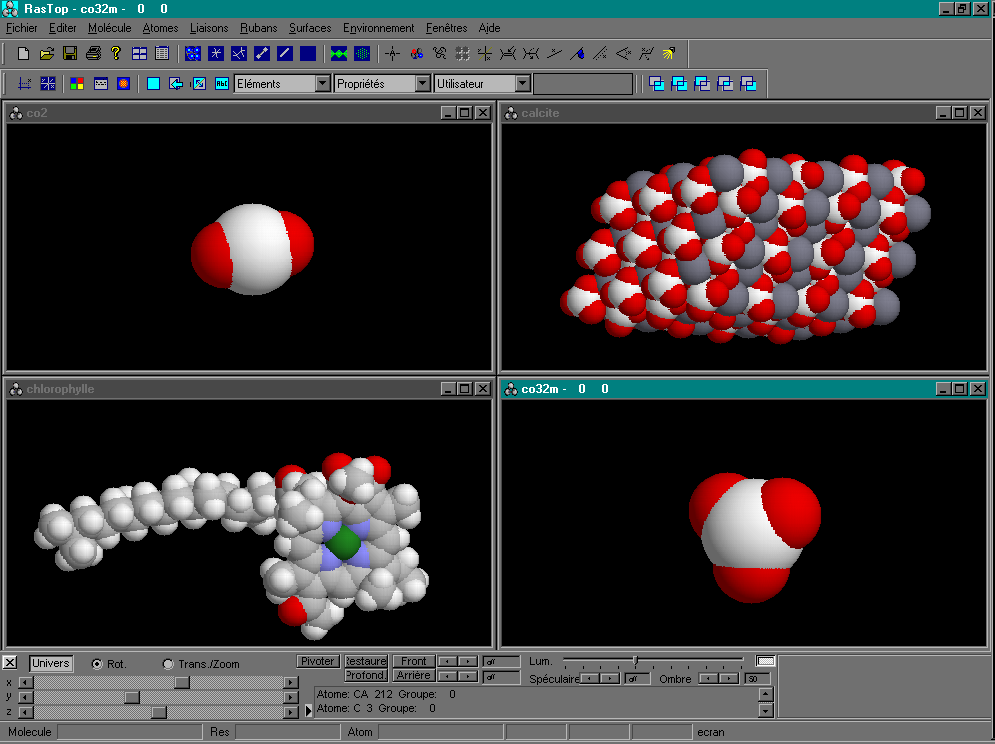 RasTop - co32m - 0 0
Fichier Editer Molécule Atomes Liaisons Rubans Surfaces Environnement Fenêtres Aide
Abc Eléments Propriétés Utilisateur
co2
calcite
chlorophylle
co32m - 0 0
Univers Rot. Trans./Zoom Pivoter Restaure Front off Lum.
Profond. Arrière off Spéculaire off Ombre 50
x
y
z
Atome: CA 212 Groupe: 0
Atome: C 3 Groupe: 0
Molecule Res Atom ecran